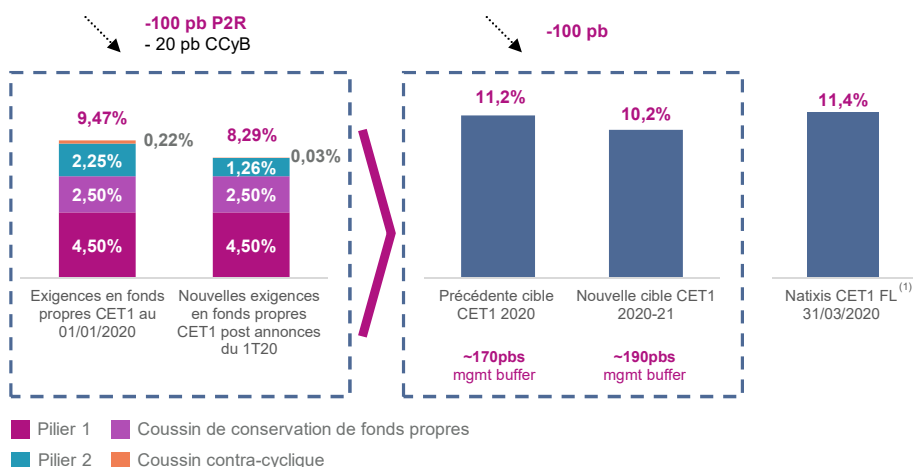 -100 pb P2R
- 20 pb CCyB
-100 pb
9,47%
0,22%
2,25%
2,50%
4,50%
8,29%
0,03%
1,26%
2,50%
4,50%
11,2%
10,2%
11,4%
Exigences en fonds
propres CET1 au
01/01/2020
Nouvelles exigences
en fonds propres
CET1 post annonces
du 1T20
Précédente cible
CET1 2020
Nouvelle cible CET1
2020-21
Natixis CET1 FL (1)
31/03/2020
~170pbs
mgmt buffer
~190pbs
mgmt buffer
Pilier 1
Coussin de conservation de fonds propres
Pilier 2
Coussin contra-cyclique